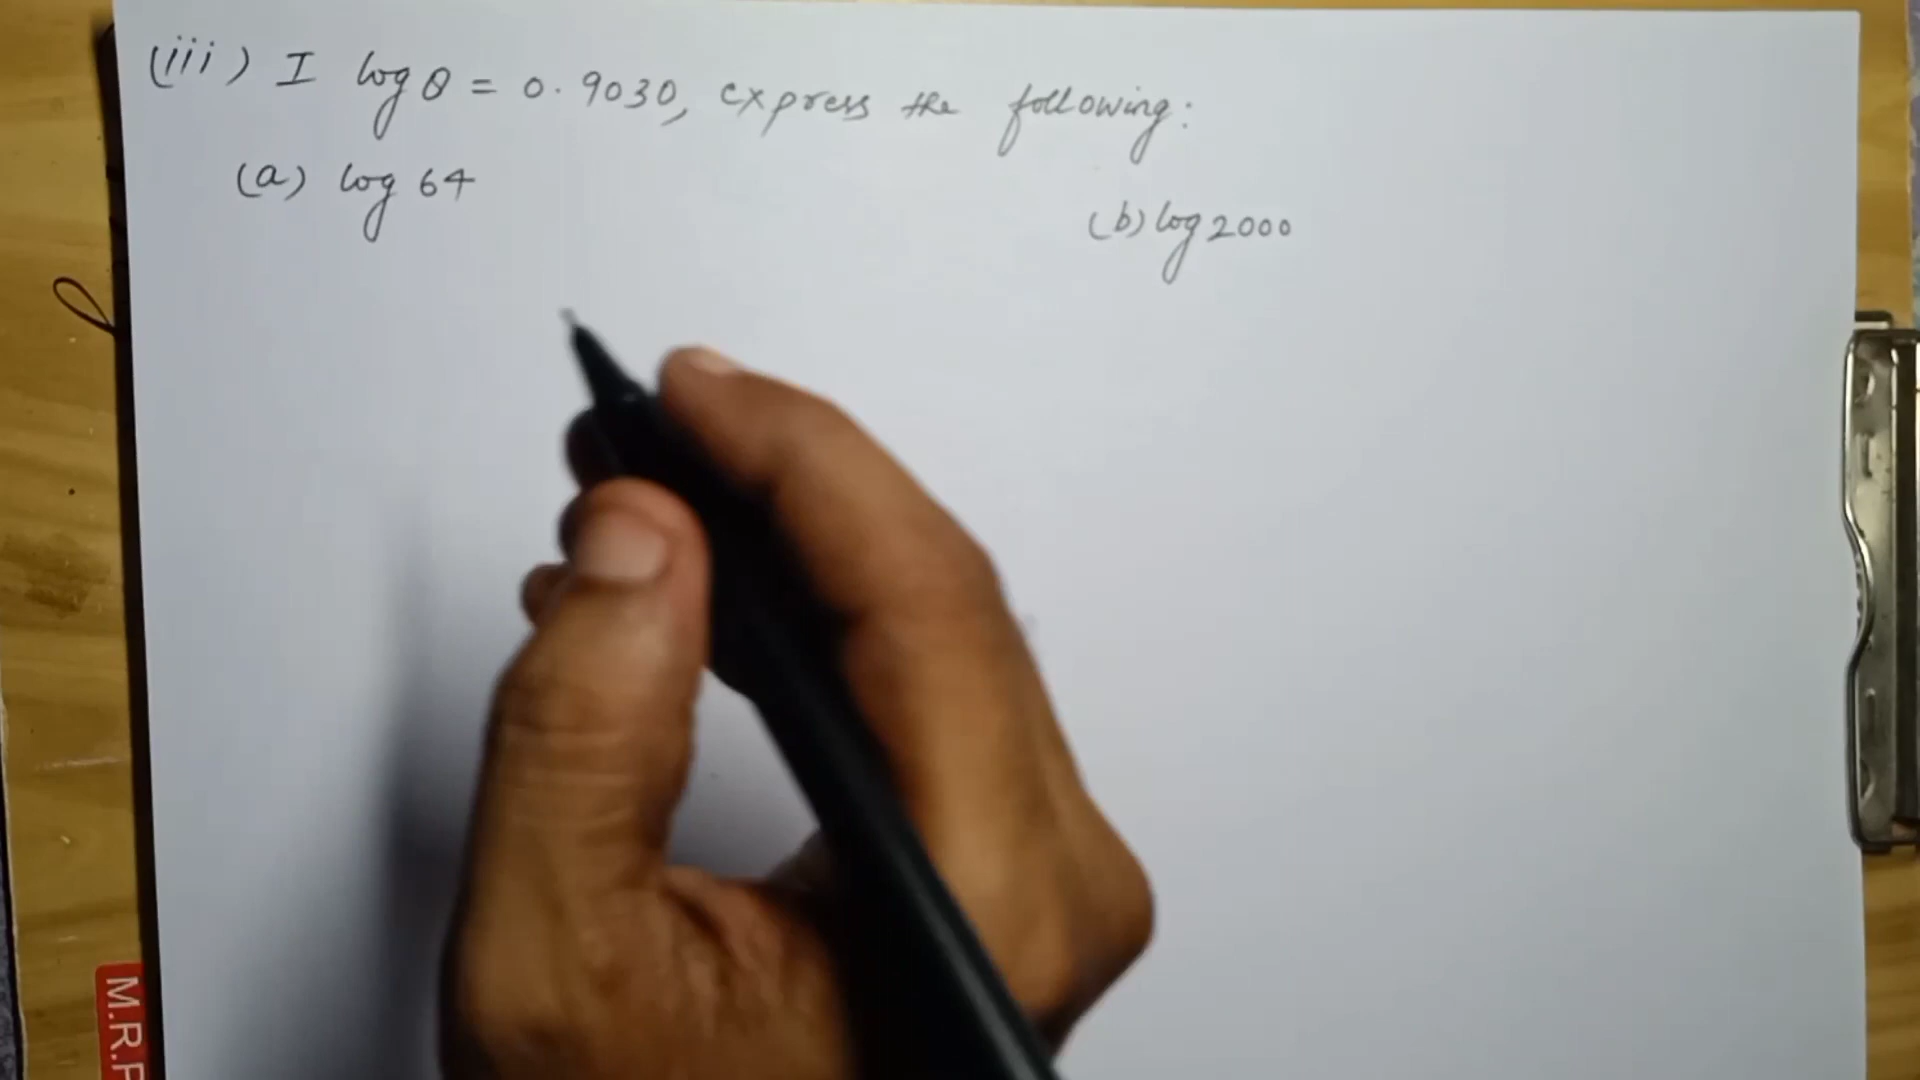 (iii) I log 8 = 0.9030, express the following:
(a) log 64
(b) log 2000
M.R.P